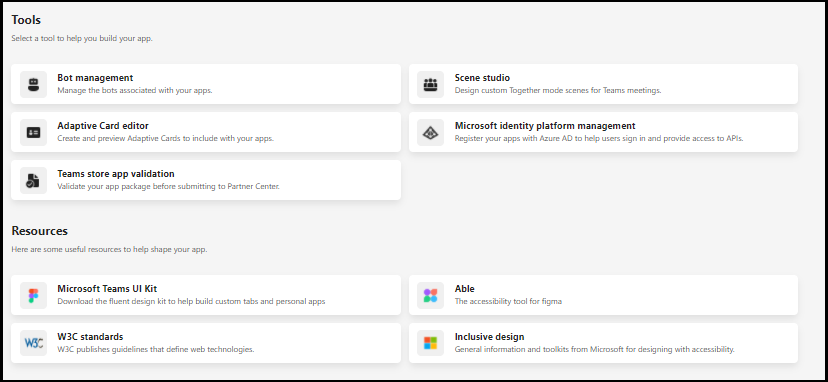 Tools
Select a tool to help you build your app.
Bot management
Manage the bots associated with your apps.
Scene studio
Design custom Together mode scenes for Teams meetings.
Adaptive Card editor
Create and preview Adaptive Cards to include with your apps.
Microsoft identity platform management
Register your apps with Azure AD to help users sign in and provide access to APIs.
Teams store app validation
Validate your app package before submitting to Partner Center.
Resources
Here are some useful resources to help shape your app.
Microsoft Teams UI Kit
Download the fluent design kit to help build custom tabs and personal apps
Able
The accessibility tool for figma
W3C
W3C standards
W3C publishes guidelines that define web technologies.
Inclusive design
General information and toolkits from Microsoft for designing with accessibility.